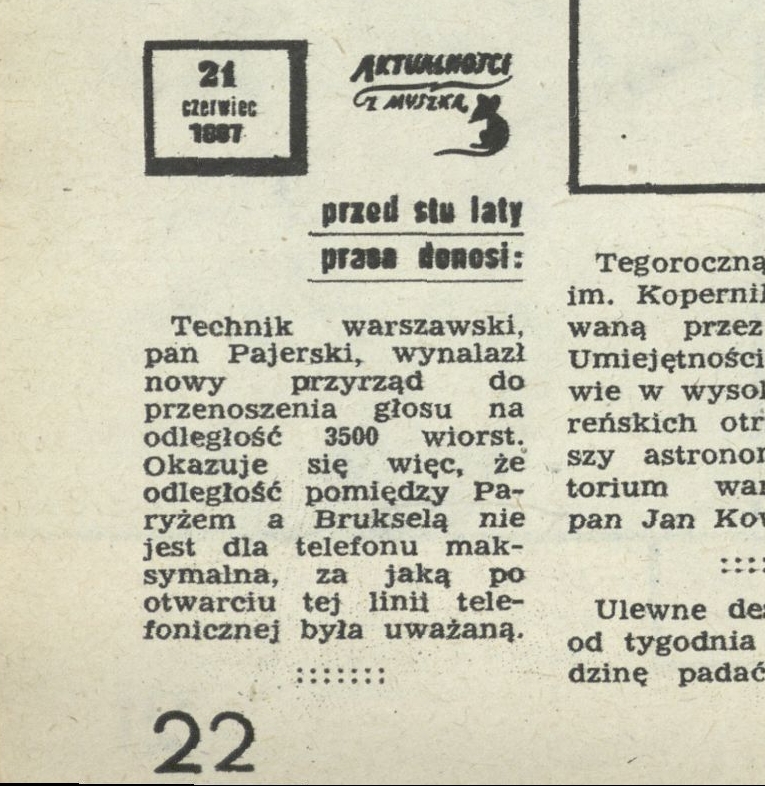 21
czerwiec
1887
AKTUALNOŚCI
Z MUSZKĄ
przed stu laty
prasa donosi:
Technik warszawski,
pan Pajerski, wynalazł
nowy przyrząd do
przenoszenia głosu na
odległość 3500 wiorst.
Okazuje się więc, że
odległość pomiędzy Pa-
ryżem a Brukselą nie
jest dla telefonu mak-
symalna, za jaką po
otwarciu tej linii tele-
fonicznej była uważaną.
:::::::
22
Tegoroczną
im. Kopernik
waną przez
Umiejętności
wie w wysok
reńskich otr
szy astronom
torium war
pan Jan Kow
::::
Ulewne des
od tygodnia
dzinę padać